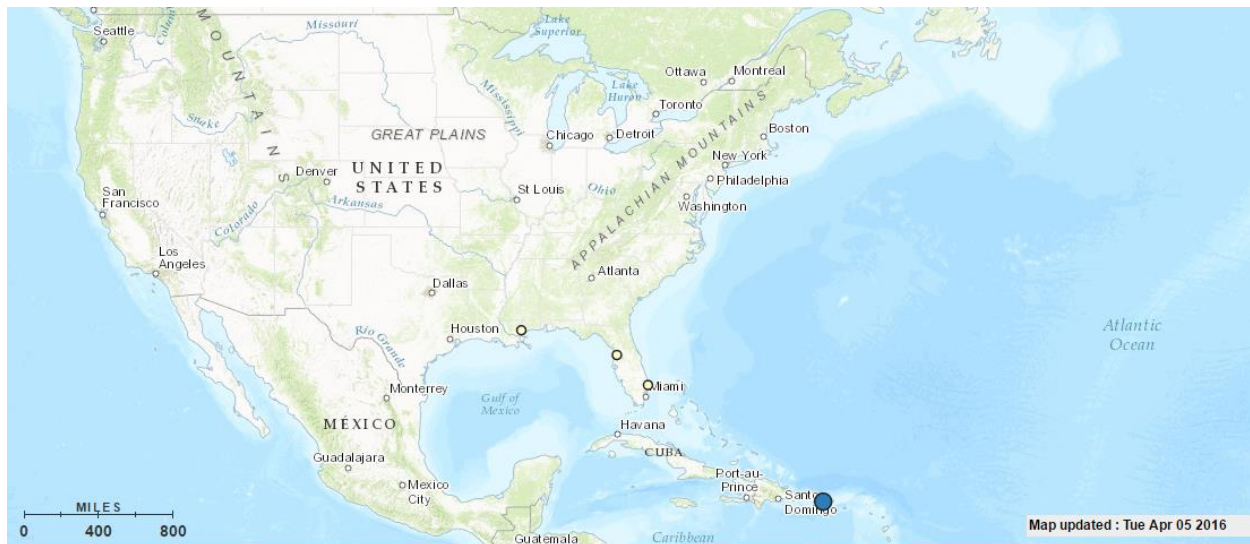 Seattle
Missouri
Lake
Superior
Columbia
MOUNTAINS
Ottawa
Montreal
Lake
Huron
Toronto
Snake
GREAT PLAINS
Mississippi
Chicago
Detroit
Boston
New York
Denver
UNITED
STATES
St Louis
Ohio
Philadelphia
Washington
APPALACHIAN MOUNTAINS
San
Francisco
Colorado
Arkansas
Los
Angeles
Atlanta
Dallas
Houston
Rio Grande
Atlantic
Ocean
Monterrey
Miami
Gulf of
Mexico
MÉXICO
Havana
CUBA
Guadalajara
Mexico
City
Port-au-
Prince
Santo
Domingo
MILES
0 400 800
Guatemala
Caribbean
Map updated : Tue Apr 05 2016